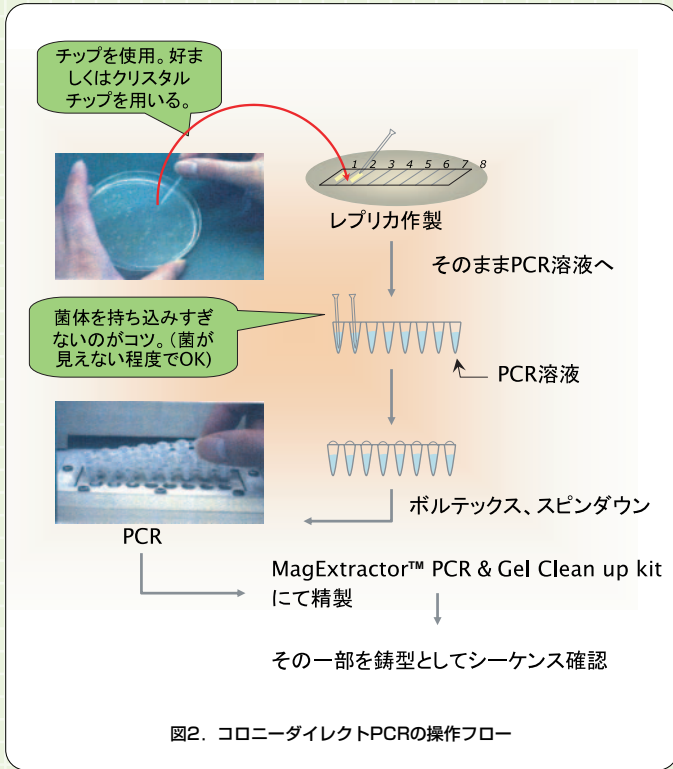 チップを使用。好ま
しくはクリスタル
チップを用いる。
1 2 3 4 5 6 7 8
レプリカ作製
そのままPCR溶液へ
菌体を持ち込みすぎ
ないのがコツ。(菌が
見えない程度でOK)
PCR溶液
ボルテックス、スピンダウン
PCR
MagExtractor™ PCR & Gel Clean up kit
にて精製
その一部を鋳型としてシーケンス確認
図2. コロニーダイレクトPCRの操作フロー